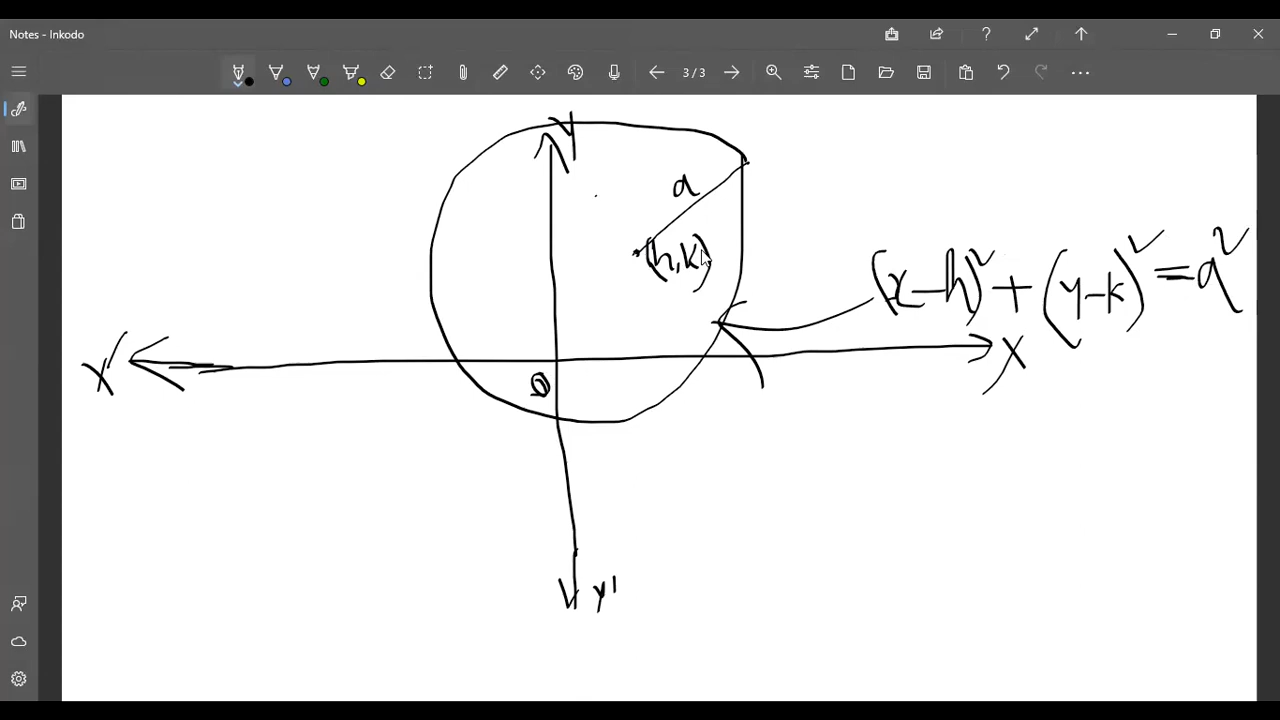 Notes - Inkodo
3/3
Y
a
(h,k)
(x-h)² + (y-k)² = a²
X'
X
O
y'